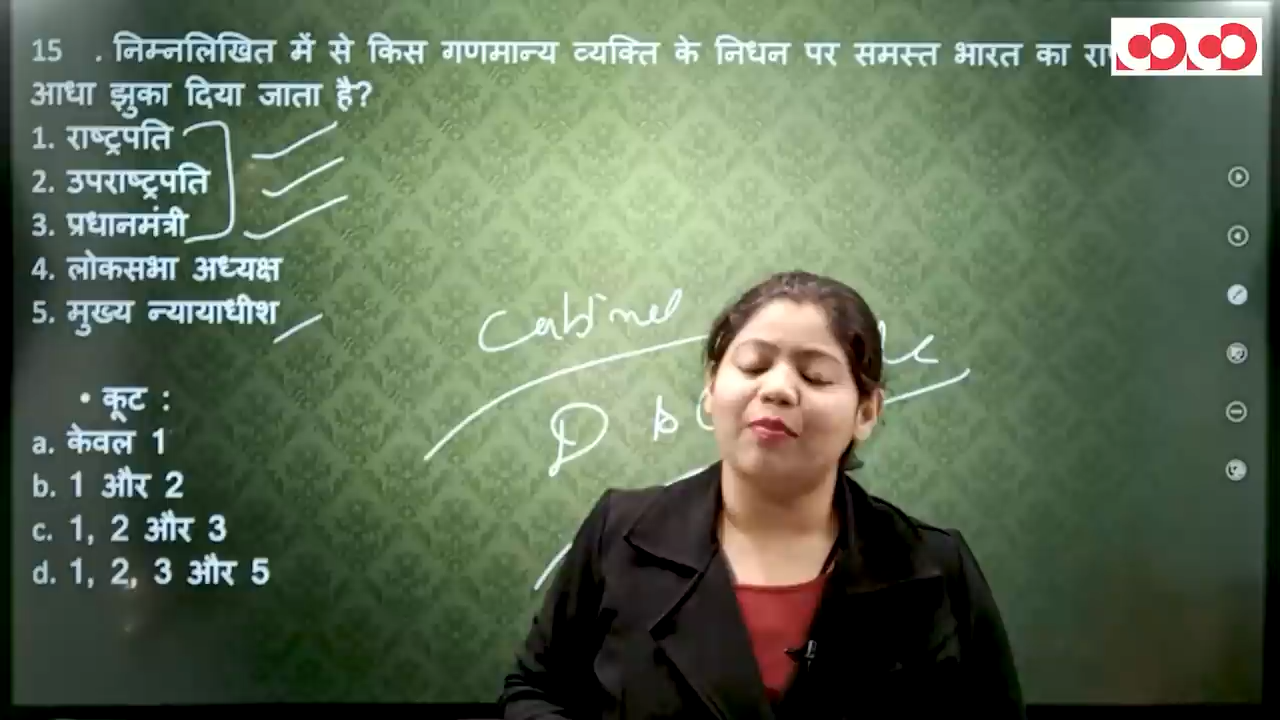 15 . निम्नलिखित में से किस गणमान्य व्यक्ति के निधन पर समस्त भारत का
आधा झुका दिया जाता है?
1. राष्ट्रपति
2. उपराष्ट्रपति
3. प्रधानमंत्री
4. लोकसभा अध्यक्ष
5. मुख्य न्यायाधीश
• कूट :
a. केवल 1
b. 1 और 2
c. 1, 2 और 3
d. 1, 2, 3 और 5